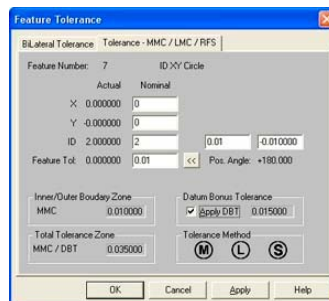 Feature Tolerance
BiLateral Tolerance Tolerance - MMC / LMC / RFS
Feature Number: 7 ID XY Circle
Actual Nominal
X 0.000000 0
Y -0.000000 0
ID 2.000000 2 0.01 -0.010000
Feature Tol: 0.000000 0.01 << Pos. Angle: +180.000
Inner/Outer Boudary Zone
MMC 0.010000
Datum Bonus Tolerance
Apply DBT 0.015000
Total Tolerance Zone
MMC / DBT 0.035000
Tolerance Method
M L S
OK Cancel Apply Help